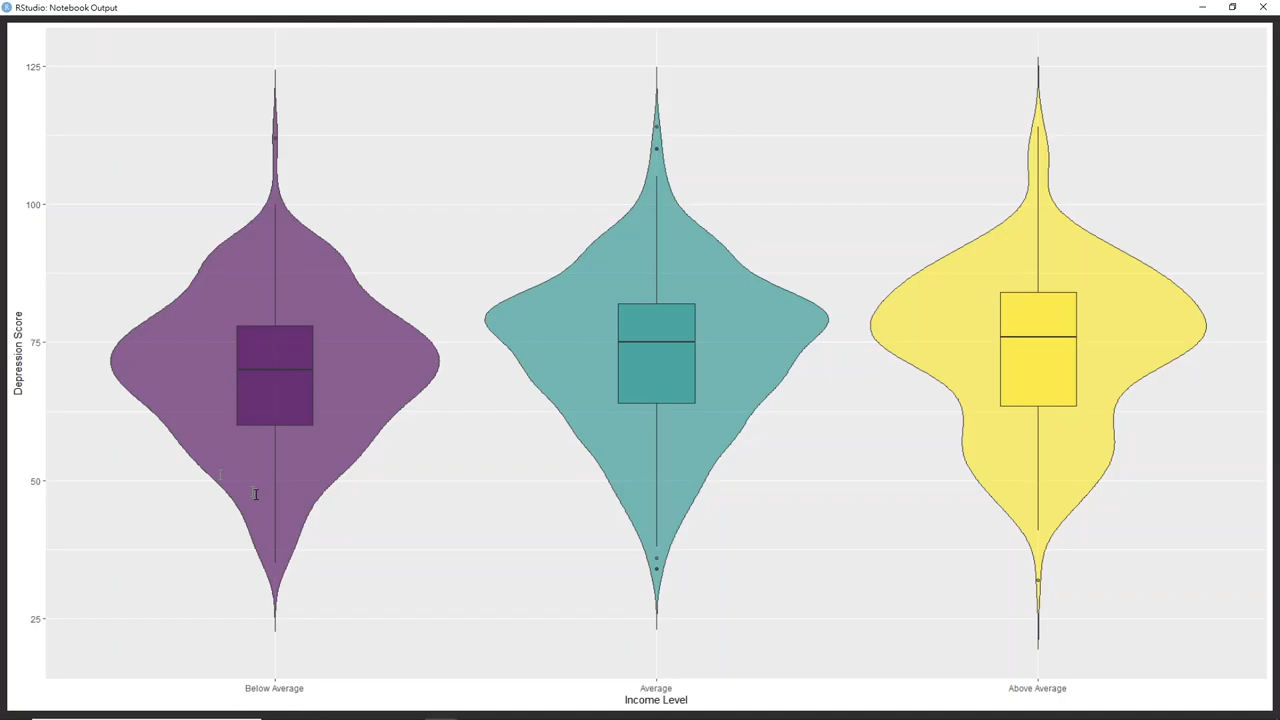 RStudio: Notebook Output
125
100
75
50
25
Depression Score
Below Average
Average
Above Average
Income Level